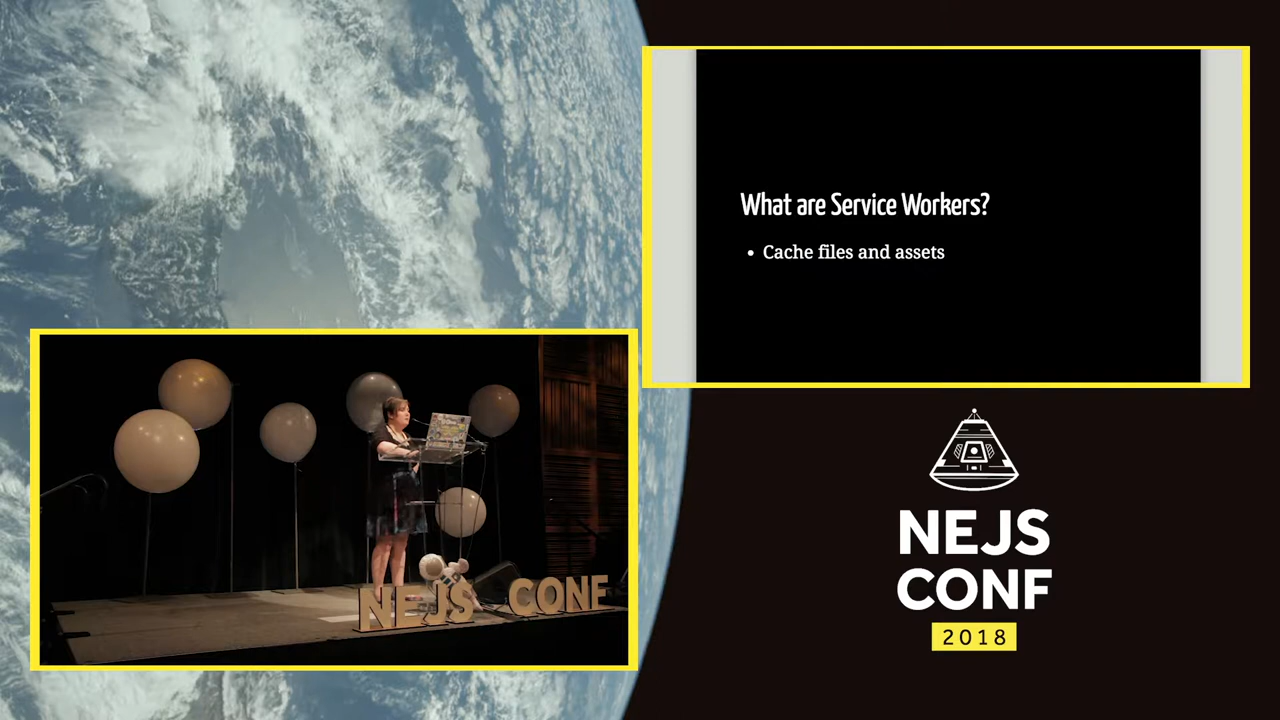 What are Service Workers?
• Cache files and assets
NEJS CONF
NEJS
CONF
2018